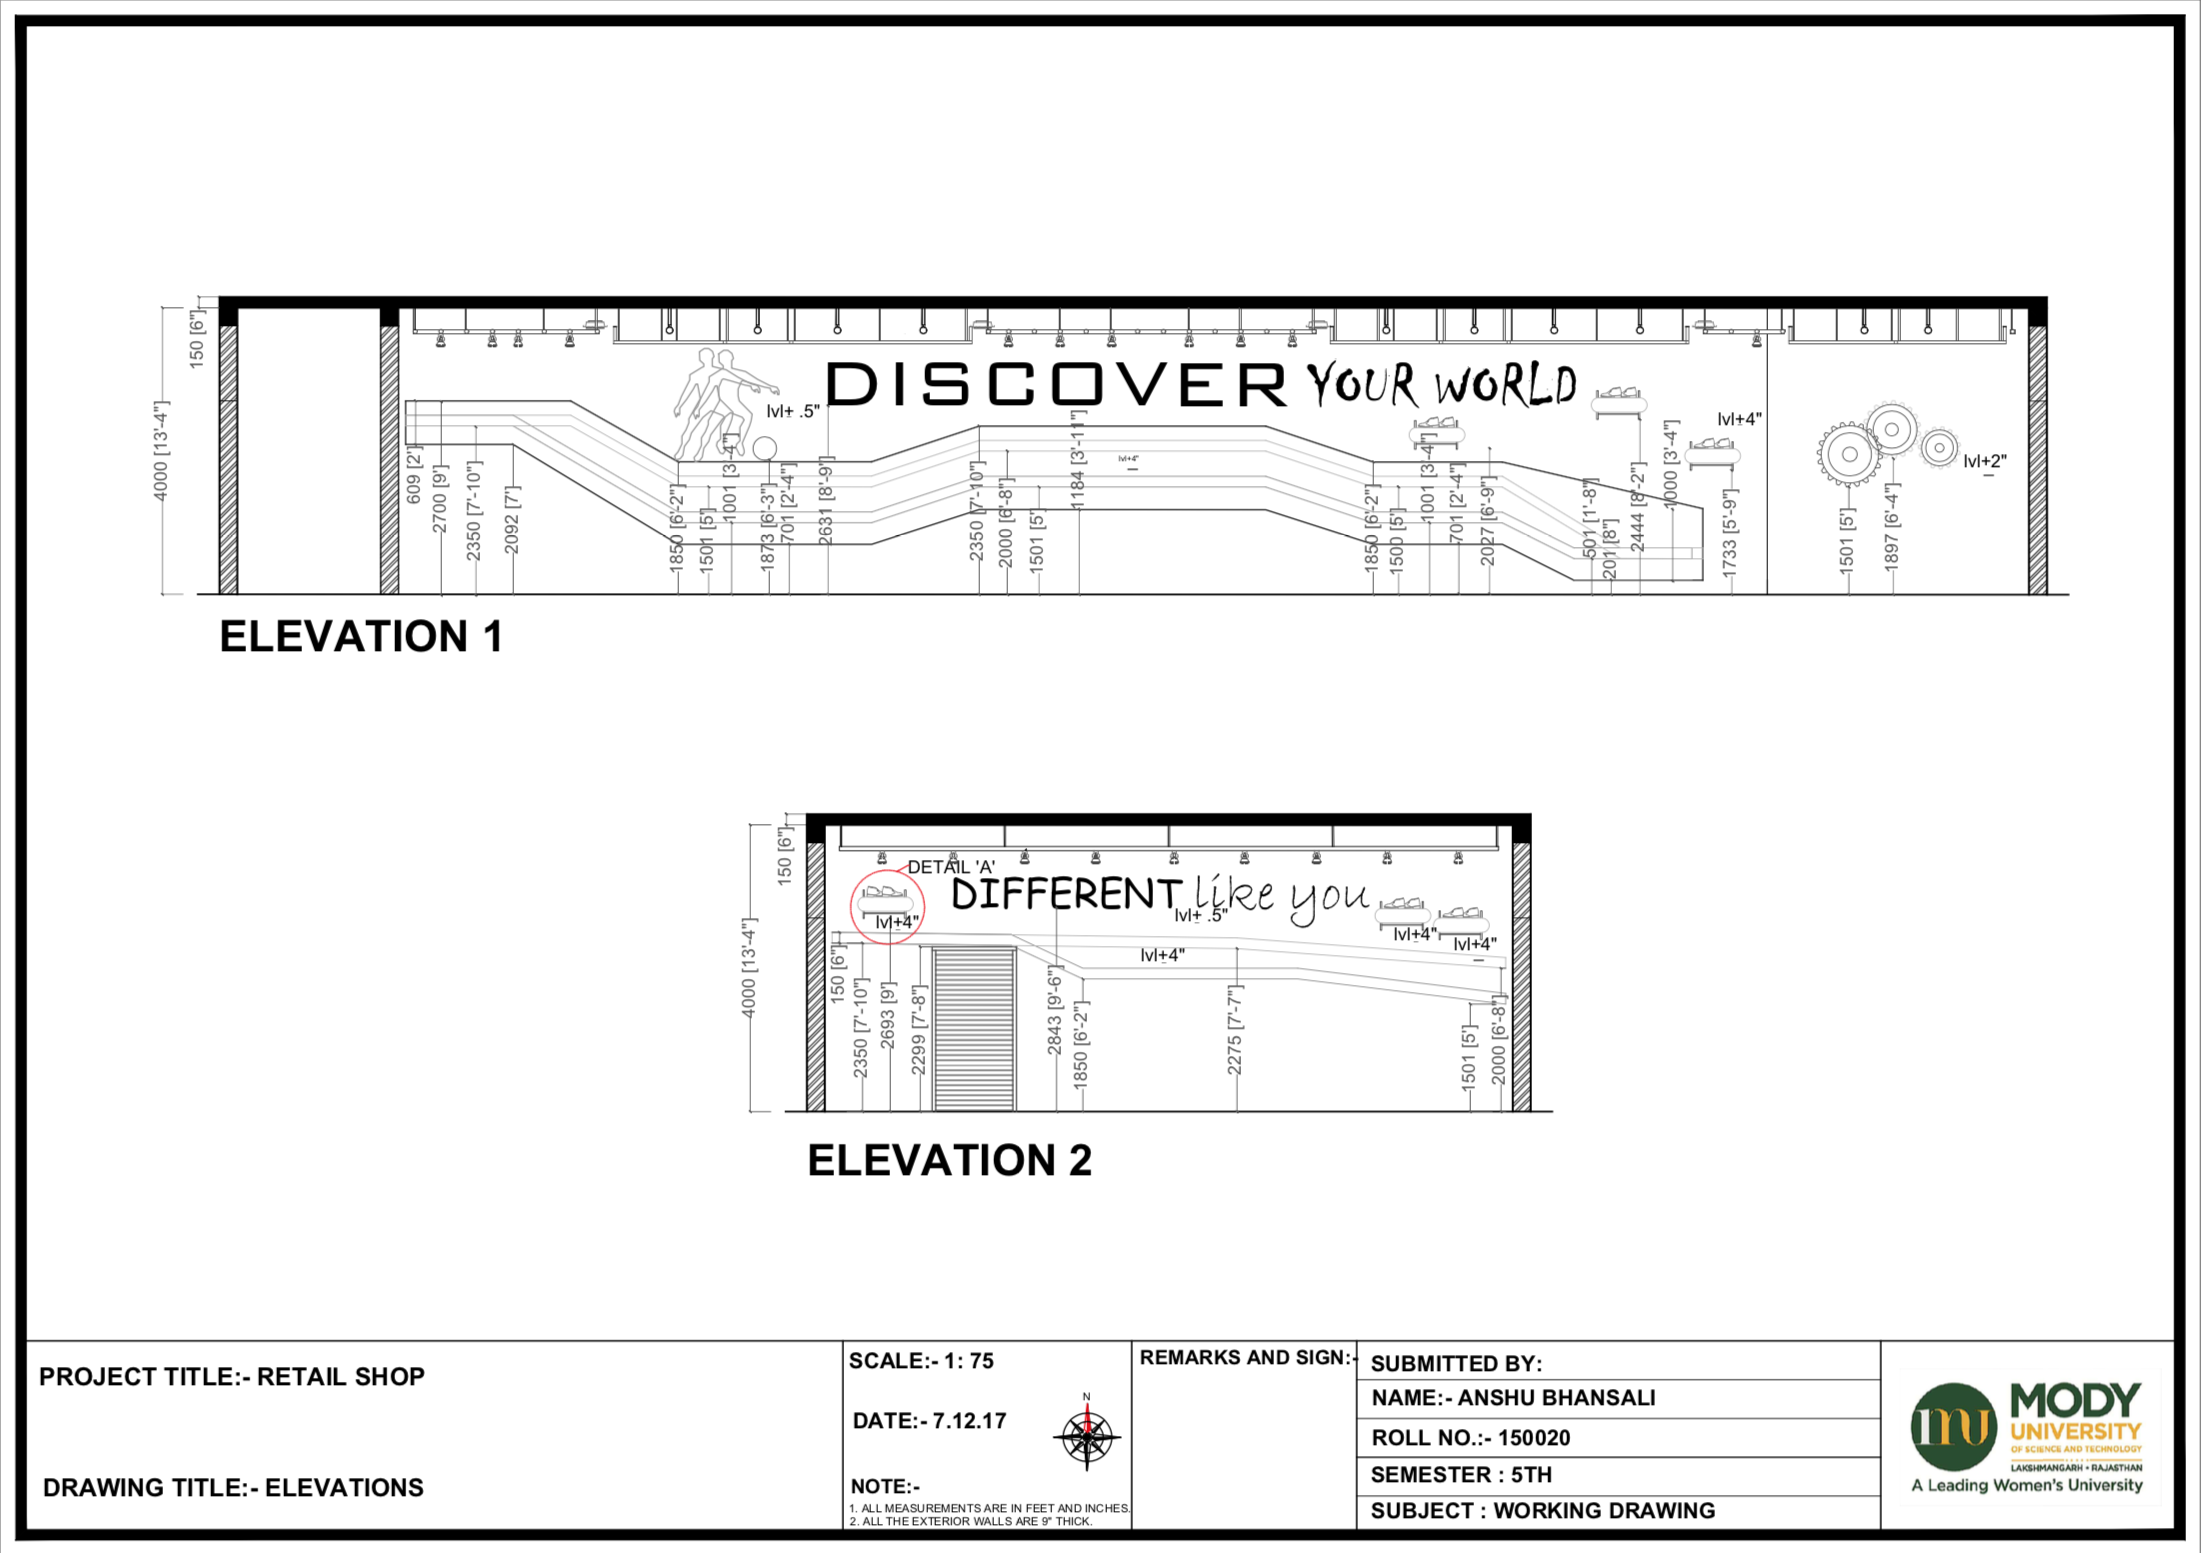 150 [6"]
4000 [13'-4"]
DISCOVER YOUR WORLD
lvl+ .5"
lvl+4"
lvl+4"
lvl+2"
609 [2']
2700 [9']
2350 [7'-10"]
2092 [7']
1850 [6'-2"]
1501 [5']
1001 [3'-4"]
1873 [6'-3"]
701 [2'-4"]
2631 [8'-9"]
2350 [7'-10"]
2000 [6'-8"]
1501 [5']
1184 [3'-11"]
1850 [6'-2"]
1500 [5']
1001 [3'-4"]
701 [2'-4"]
2027 [6'-9"]
501 [1'-8"]
201 [8"]
2444 [8'-2"]
1000 [3'-4"]
1733 [5'-9"]
1501 [5']
1897 [6'-4"]
ELEVATION 1
150 [6"]
4000 [13'-4"]
DETAIL 'A'
DIFFERENT like you
lvl+ .5"
lvl+4"
lvl+4"
lvl+4"
lvl+4"
150 [6"]
2350 [7'-10"]
2693 [9']
2299 [7'-8"]
2843 [9'-6"]
1850 [6'-2"]
2275 [7'-7"]
1501 [5']
2000 [6'-8"]
ELEVATION 2
PROJECT TITLE:- RETAIL SHOP
DRAWING TITLE:- ELEVATIONS
SCALE:- 1: 75
DATE:- 7.12.17
N
NOTE:-
1. ALL MEASUREMENTS ARE IN FEET AND INCHES.
2. ALL THE EXTERIOR WALLS ARE 9" THICK.
REMARKS AND SIGN:-
SUBMITTED BY:
NAME:- ANSHU BHANSALI
ROLL NO.:- 150020
SEMESTER : 5TH
SUBJECT : WORKING DRAWING
mu
MODY
UNIVERSITY
OF SCIENCE AND TECHNOLOGY
LAKSHMANGARH • RAJASTHAN
A Leading Women's University